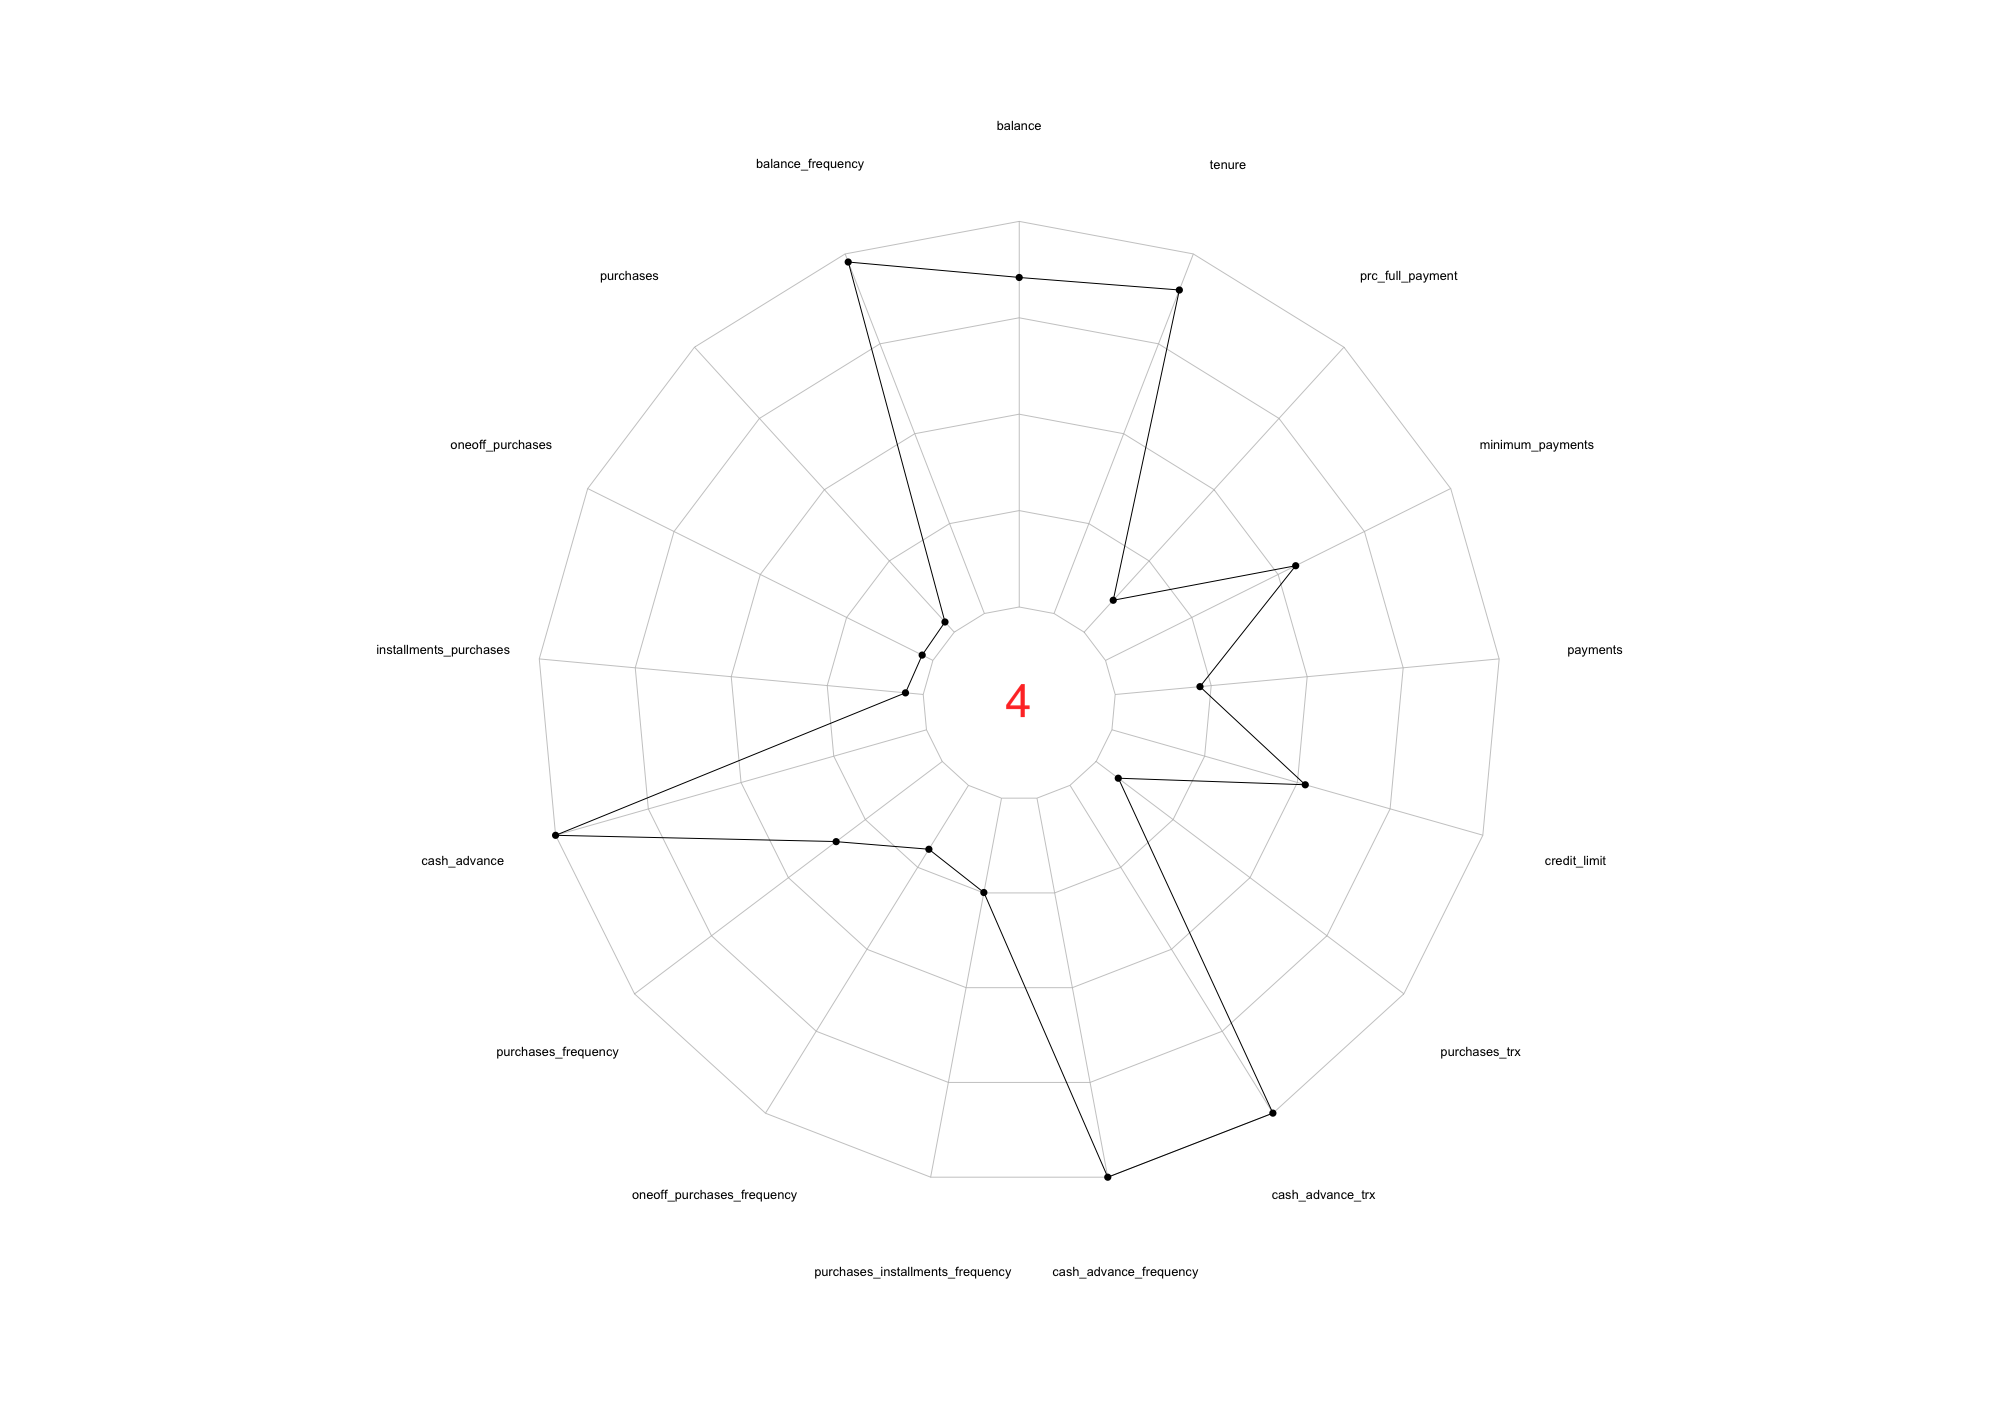 balance
balance_frequency
tenure
purchases
prc_full_payment
oneoff_purchases
minimum_payments
installments_purchases
payments
4
cash_advance
credit_limit
purchases_frequency
purchases_trx
oneoff_purchases_frequency
cash_advance_trx
purchases_installments_frequency
cash_advance_frequency